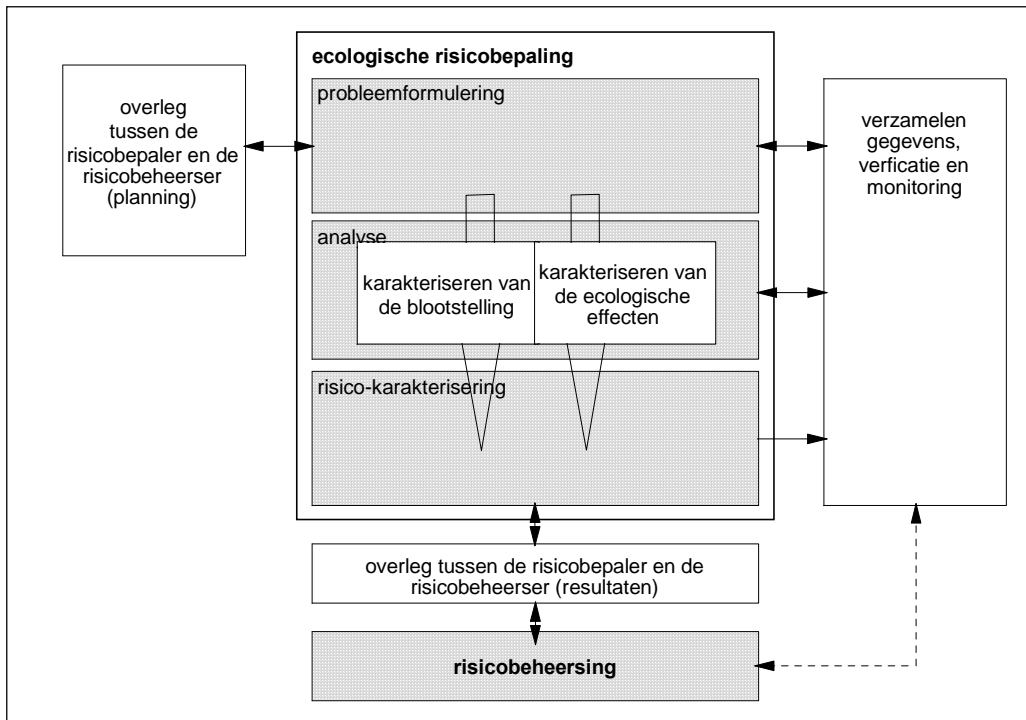 ecologische risicobepaling
overleg
tussen de
risicobepaler en de
risicobeheerser
(planning)
probleemformulering
verzamelen
gegevens,
verficatie en
monitoring
analyse
karakteriseren van
de blootstelling
karakteriseren van
de ecologische
effecten
risico-karakterisering
overleg tussen de risicobepaler en de
risicobeheerser (resultaten)
risicobeheersing